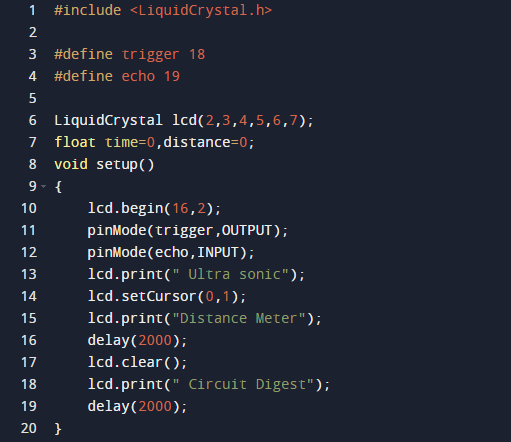 1 #include <LiquidCrystal.h>
2
3 #define trigger 18
4 #define echo 19
5
6 LiquidCrystal lcd(2,3,4,5,6,7);
7 float time=0,distance=0;
8 void setup()
9 {
10     lcd.begin(16,2);
11     pinMode(trigger,OUTPUT);
12     pinMode(echo,INPUT);
13     lcd.print(" Ultra sonic");
14     lcd.setCursor(0,1);
15     lcd.print("Distance Meter");
16     delay(2000);
17     lcd.clear();
18     lcd.print(" Circuit Digest");
19     delay(2000);
20 }